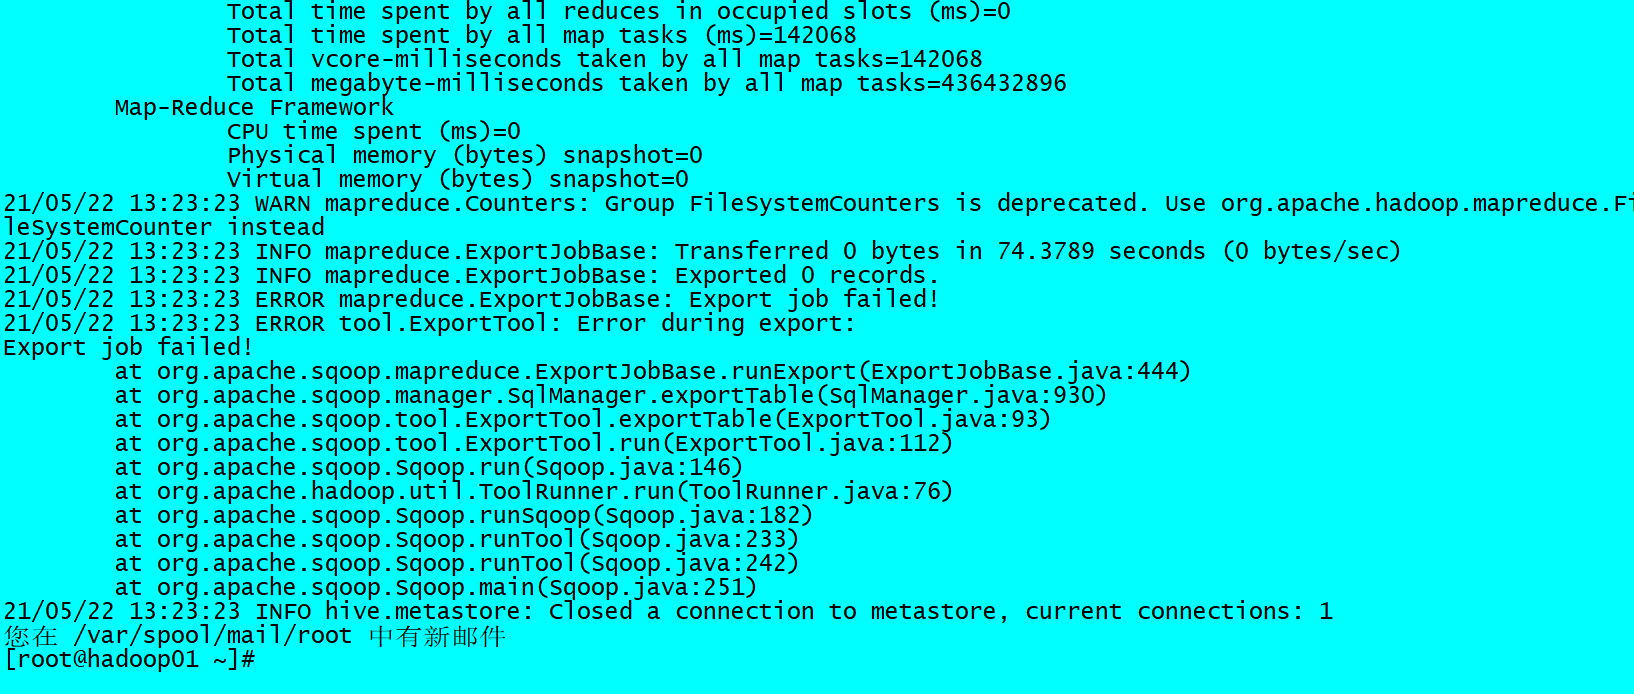 Total time spent by all reduces in occupied slots (ms)=0
Total time spent by all map tasks (ms)=142068
Total vcore-milliseconds taken by all map tasks=142068
Total megabyte-milliseconds taken by all map tasks=436432896
Map-Reduce Framework
CPU time spent (ms)=0
Physical memory (bytes) snapshot=0
Virtual memory (bytes) snapshot=0
21/05/22 13:23:23 WARN mapreduce.Counters: Group FileSystemCounters is deprecated. Use org.apache.hadoop.mapreduce.Fi
leSystemCounter instead
21/05/22 13:23:23 INFO mapreduce.ExportJobBase: Transferred 0 bytes in 74.3789 seconds (0 bytes/sec)
21/05/22 13:23:23 INFO mapreduce.ExportJobBase: Exported 0 records.
21/05/22 13:23:23 ERROR mapreduce.ExportJobBase: Export job failed!
21/05/22 13:23:23 ERROR tool.ExportTool: Error during export:
Export job failed!
at org.apache.sqoop.mapreduce.ExportJobBase.runExport(ExportJobBase.java:444)
at org.apache.sqoop.manager.SqlManager.exportTable(SqlManager.java:930)
at org.apache.sqoop.tool.ExportTool.exportTable(ExportTool.java:93)
at org.apache.sqoop.tool.ExportTool.run(ExportTool.java:112)
at org.apache.sqoop.Sqoop.run(Sqoop.java:146)
at org.apache.hadoop.util.ToolRunner.run(ToolRunner.java:76)
at org.apache.sqoop.Sqoop.runSqoop(Sqoop.java:182)
at org.apache.sqoop.Sqoop.runTool(Sqoop.java:233)
at org.apache.sqoop.Sqoop.runTool(Sqoop.java:242)
at org.apache.sqoop.Sqoop.main(Sqoop.java:251)
21/05/22 13:23:23 INFO hive.metastore: Closed a connection to metastore, current connections: 1
您在 /var/spool/mail/root 中有新邮件
[root@hadoop01 ~]#